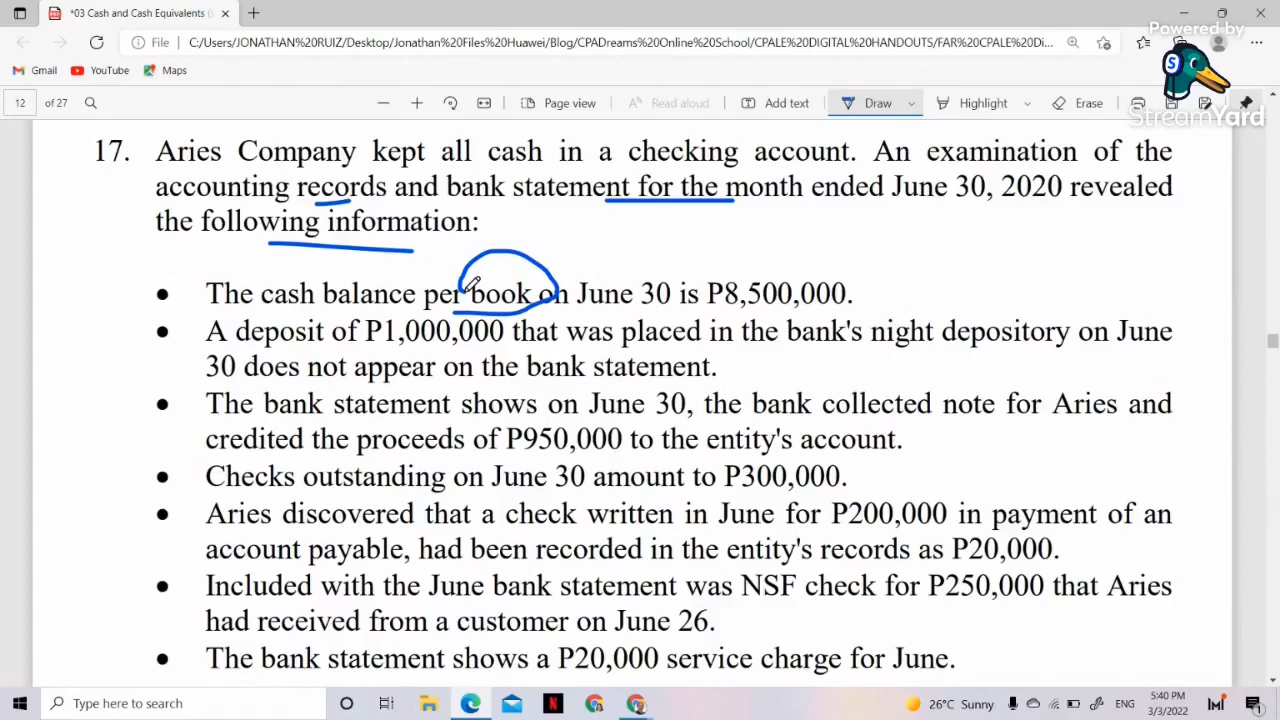 *03 Cash and Cash Equivalents (s
File
C:/Users/JONATHAN%20RUIZ/Desktop/Jonathan%20Files%20Huawei/Blog/CPADreams%20Online%20School/CPALE%20DIGITAL%20HANDOUTS/FAR%20CPALE%20Di...
Powered by
StreamYard
Gmail
YouTube
Maps
12 of 27
Page view
Read aloud
Add text
Draw
Highlight
Erase
17. Aries Company kept all cash in a checking account. An examination of the
accounting records and bank statement for the month ended June 30, 2020 revealed
the following information:
• The cash balance per book on June 30 is P8,500,000.
• A deposit of P1,000,000 that was placed in the bank's night depository on June
30 does not appear on the bank statement.
• The bank statement shows on June 30, the bank collected note for Aries and
credited the proceeds of P950,000 to the entity's account.
• Checks outstanding on June 30 amount to P300,000.
• Aries discovered that a check written in June for P200,000 in payment of an
account payable, had been recorded in the entity's records as P20,000.
• Included with the June bank statement was NSF check for P250,000 that Aries
had received from a customer on June 26.
• The bank statement shows a P20,000 service charge for June.
Type here to search
26°C Sunny
ENG
5:40 PM
3/3/2022